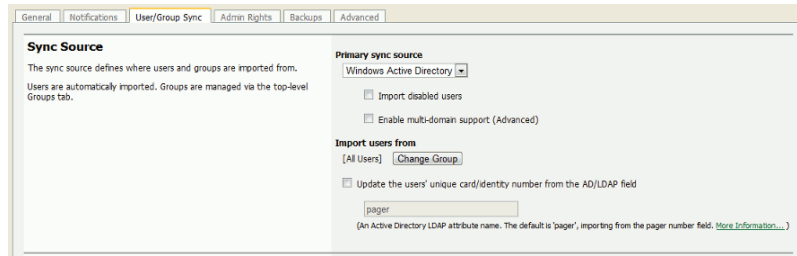 General Notifications User/Group Sync Admin Rights Backups Advanced
Sync Source
The sync source defines where users and groups are imported from.
Users are automatically imported. Groups are managed via the top-level
Groups tab.
Primary sync source
Windows Active Directory
Import disabled users
Enable multi-domain support (Advanced)
Import users from
[All Users] Change Group
Update the users' unique card/identity number from the AD/LDAP field
pager
(An Active Directory LDAP attribute name. The default is 'pager', importing from the pager number field. More Information... )